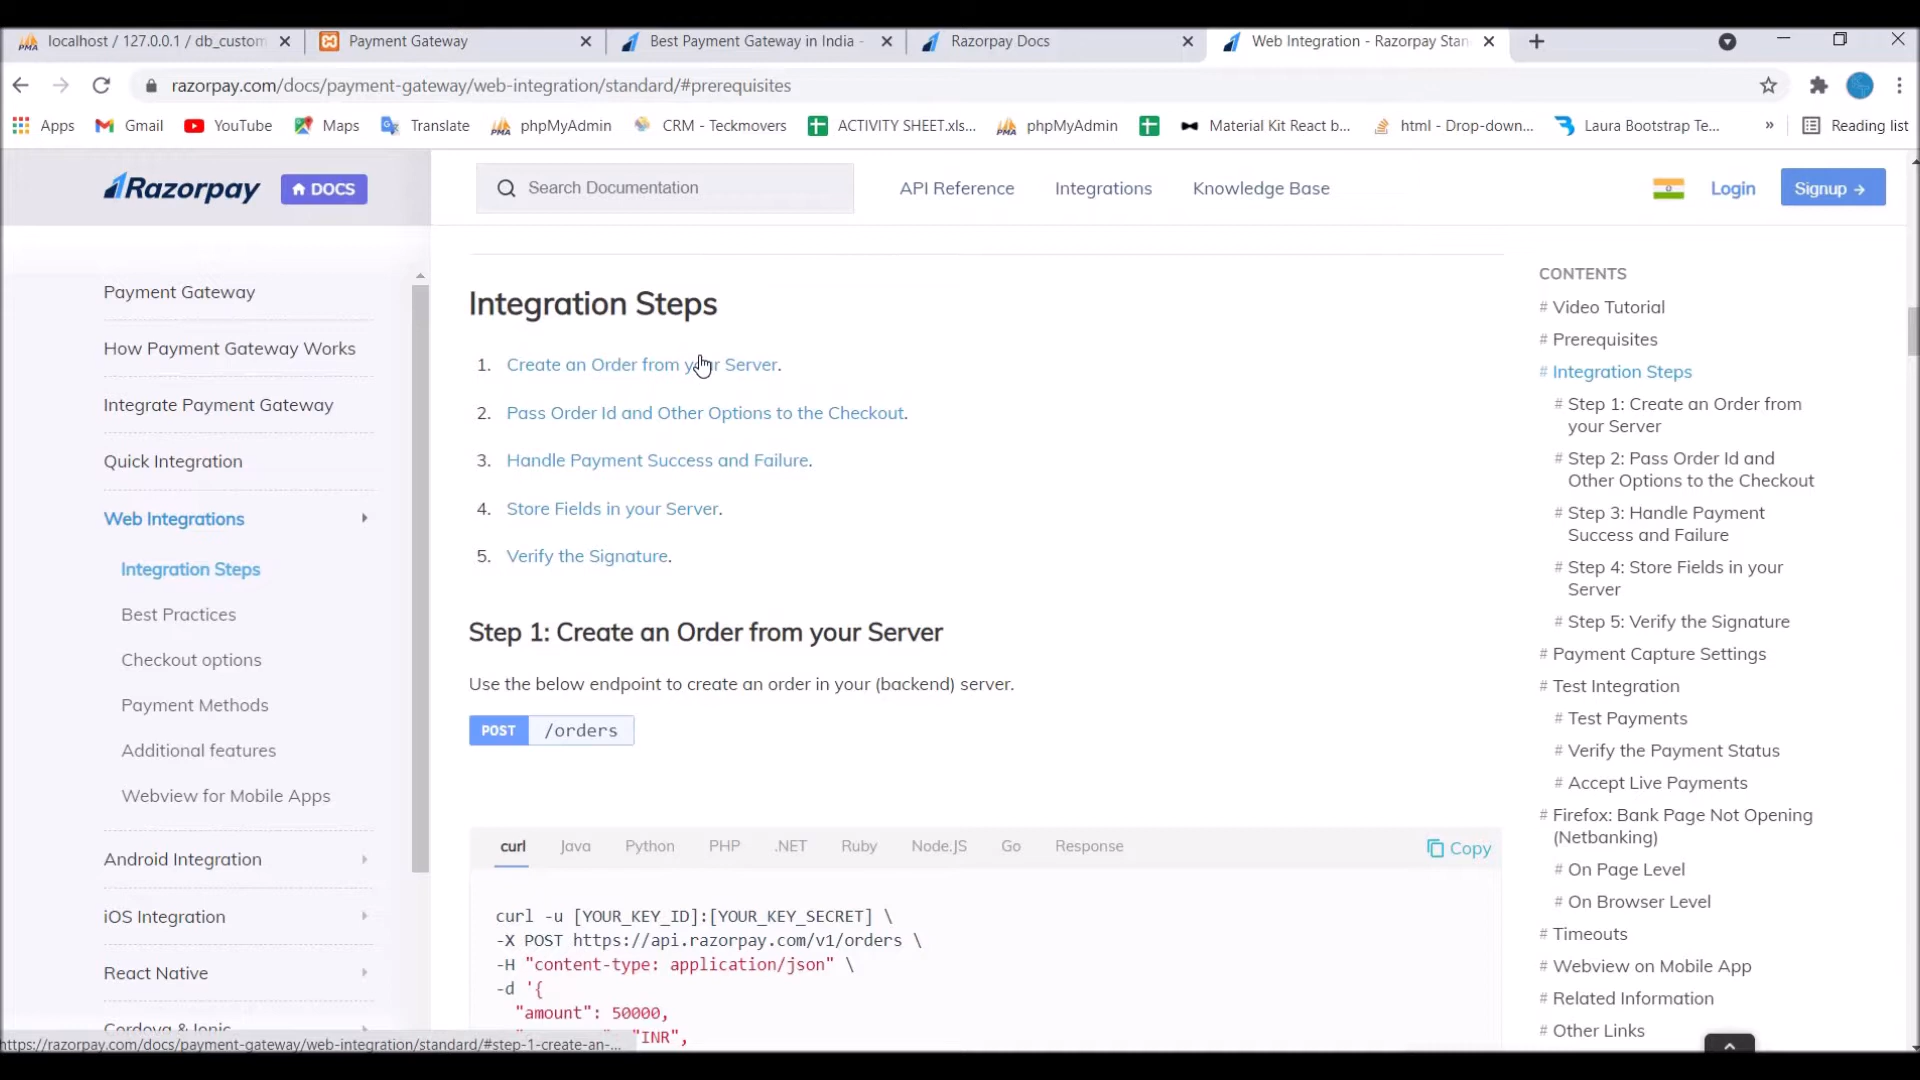 localhost / 127.0.0.1 / db_custom
Payment Gateway
Best Payment Gateway in India -
Razorpay Docs
Web Integration - Razorpay Stan
razorpay.com/docs/payment-gateway/web-integration/standard/#prerequisites
Apps
Gmail
YouTube
Maps
Translate
phpMyAdmin
CRM - Teckmovers
ACTIVITY SHEET.xls...
phpMyAdmin
Material Kit React b...
html - Drop-down...
Laura Bootstrap Te...
»
Reading list
Razorpay
DOCS
Search Documentation
API Reference
Integrations
Knowledge Base
Login
Signup →
Payment Gateway
How Payment Gateway Works
Integrate Payment Gateway
Quick Integration
Web Integrations
Integration Steps
Best Practices
Checkout options
Payment Methods
Additional features
Webview for Mobile Apps
Android Integration
iOS Integration
React Native
Cordova & Ionic
https://razorpay.com/docs/payment-gateway/web-integration/standard/#step-1-create-an-...
Integration Steps
1. Create an Order from your Server.
2. Pass Order Id and Other Options to the Checkout.
3. Handle Payment Success and Failure.
4. Store Fields in your Server.
5. Verify the Signature.
Step 1: Create an Order from your Server
Use the below endpoint to create an order in your (backend) server.
POST /orders
curl Java Python PHP .NET Ruby Node.JS Go Response Copy
curl -u [YOUR_KEY_ID]:[YOUR_KEY_SECRET] \
-X POST https://api.razorpay.com/v1/orders \
-H "content-type: application/json" \
-d '{
"amount": 50000,
"INR",
CONTENTS
# Video Tutorial
# Prerequisites
# Integration Steps
# Step 1: Create an Order from
your Server
# Step 2: Pass Order Id and
Other Options to the Checkout
# Step 3: Handle Payment
Success and Failure
# Step 4: Store Fields in your
Server
# Step 5: Verify the Signature
# Payment Capture Settings
# Test Integration
# Test Payments
# Verify the Payment Status
# Accept Live Payments
# Firefox: Bank Page Not Opening
(Netbanking)
# On Page Level
# On Browser Level
# Timeouts
# Webview on Mobile App
# Related Information
# Other Links